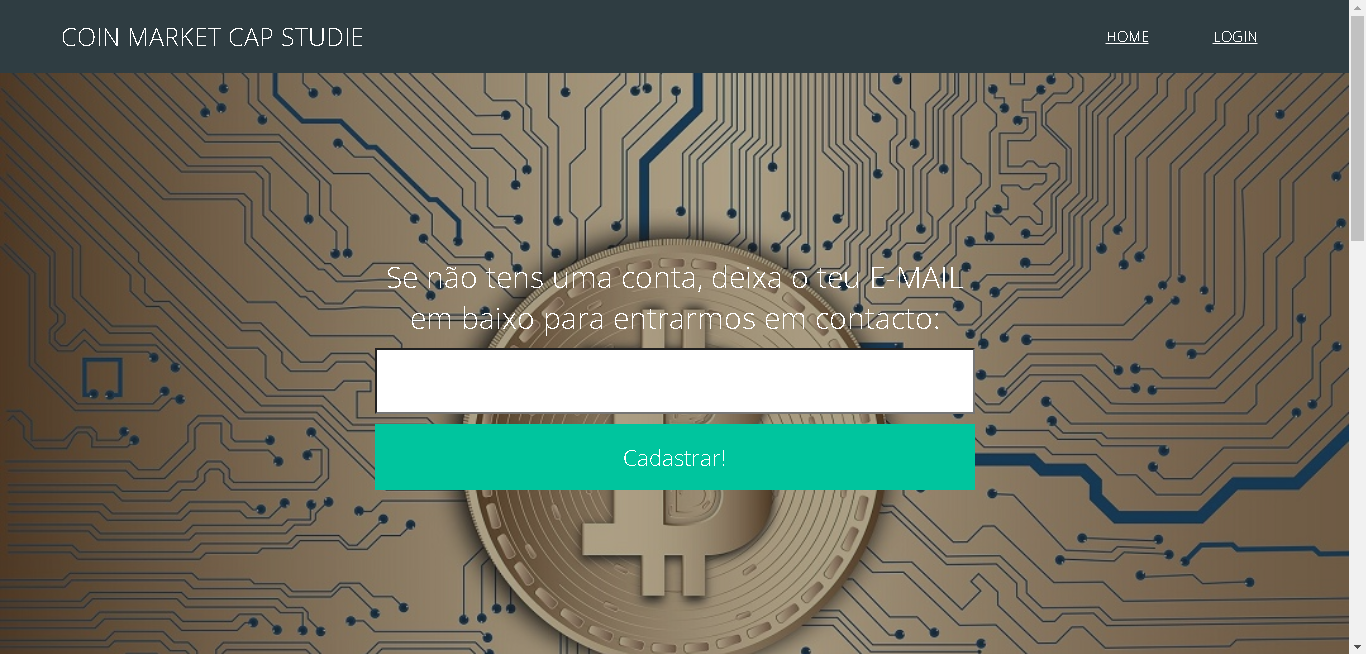 COIN MARKET CAP STUDIE
HOME
LOGIN
Se não tens uma conta, deixa o teu E-MAIL
em baixo para entrarmos em contacto:
Cadastrar!